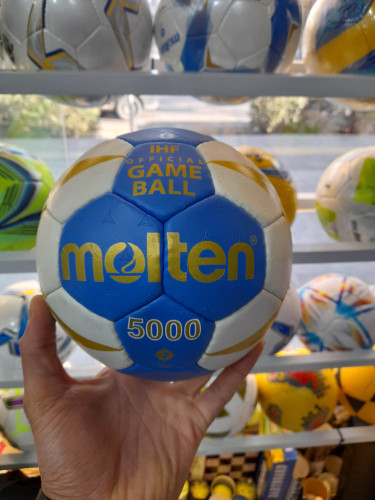 IHF
OFFICIAL
GAME
BALL
molten®
5000